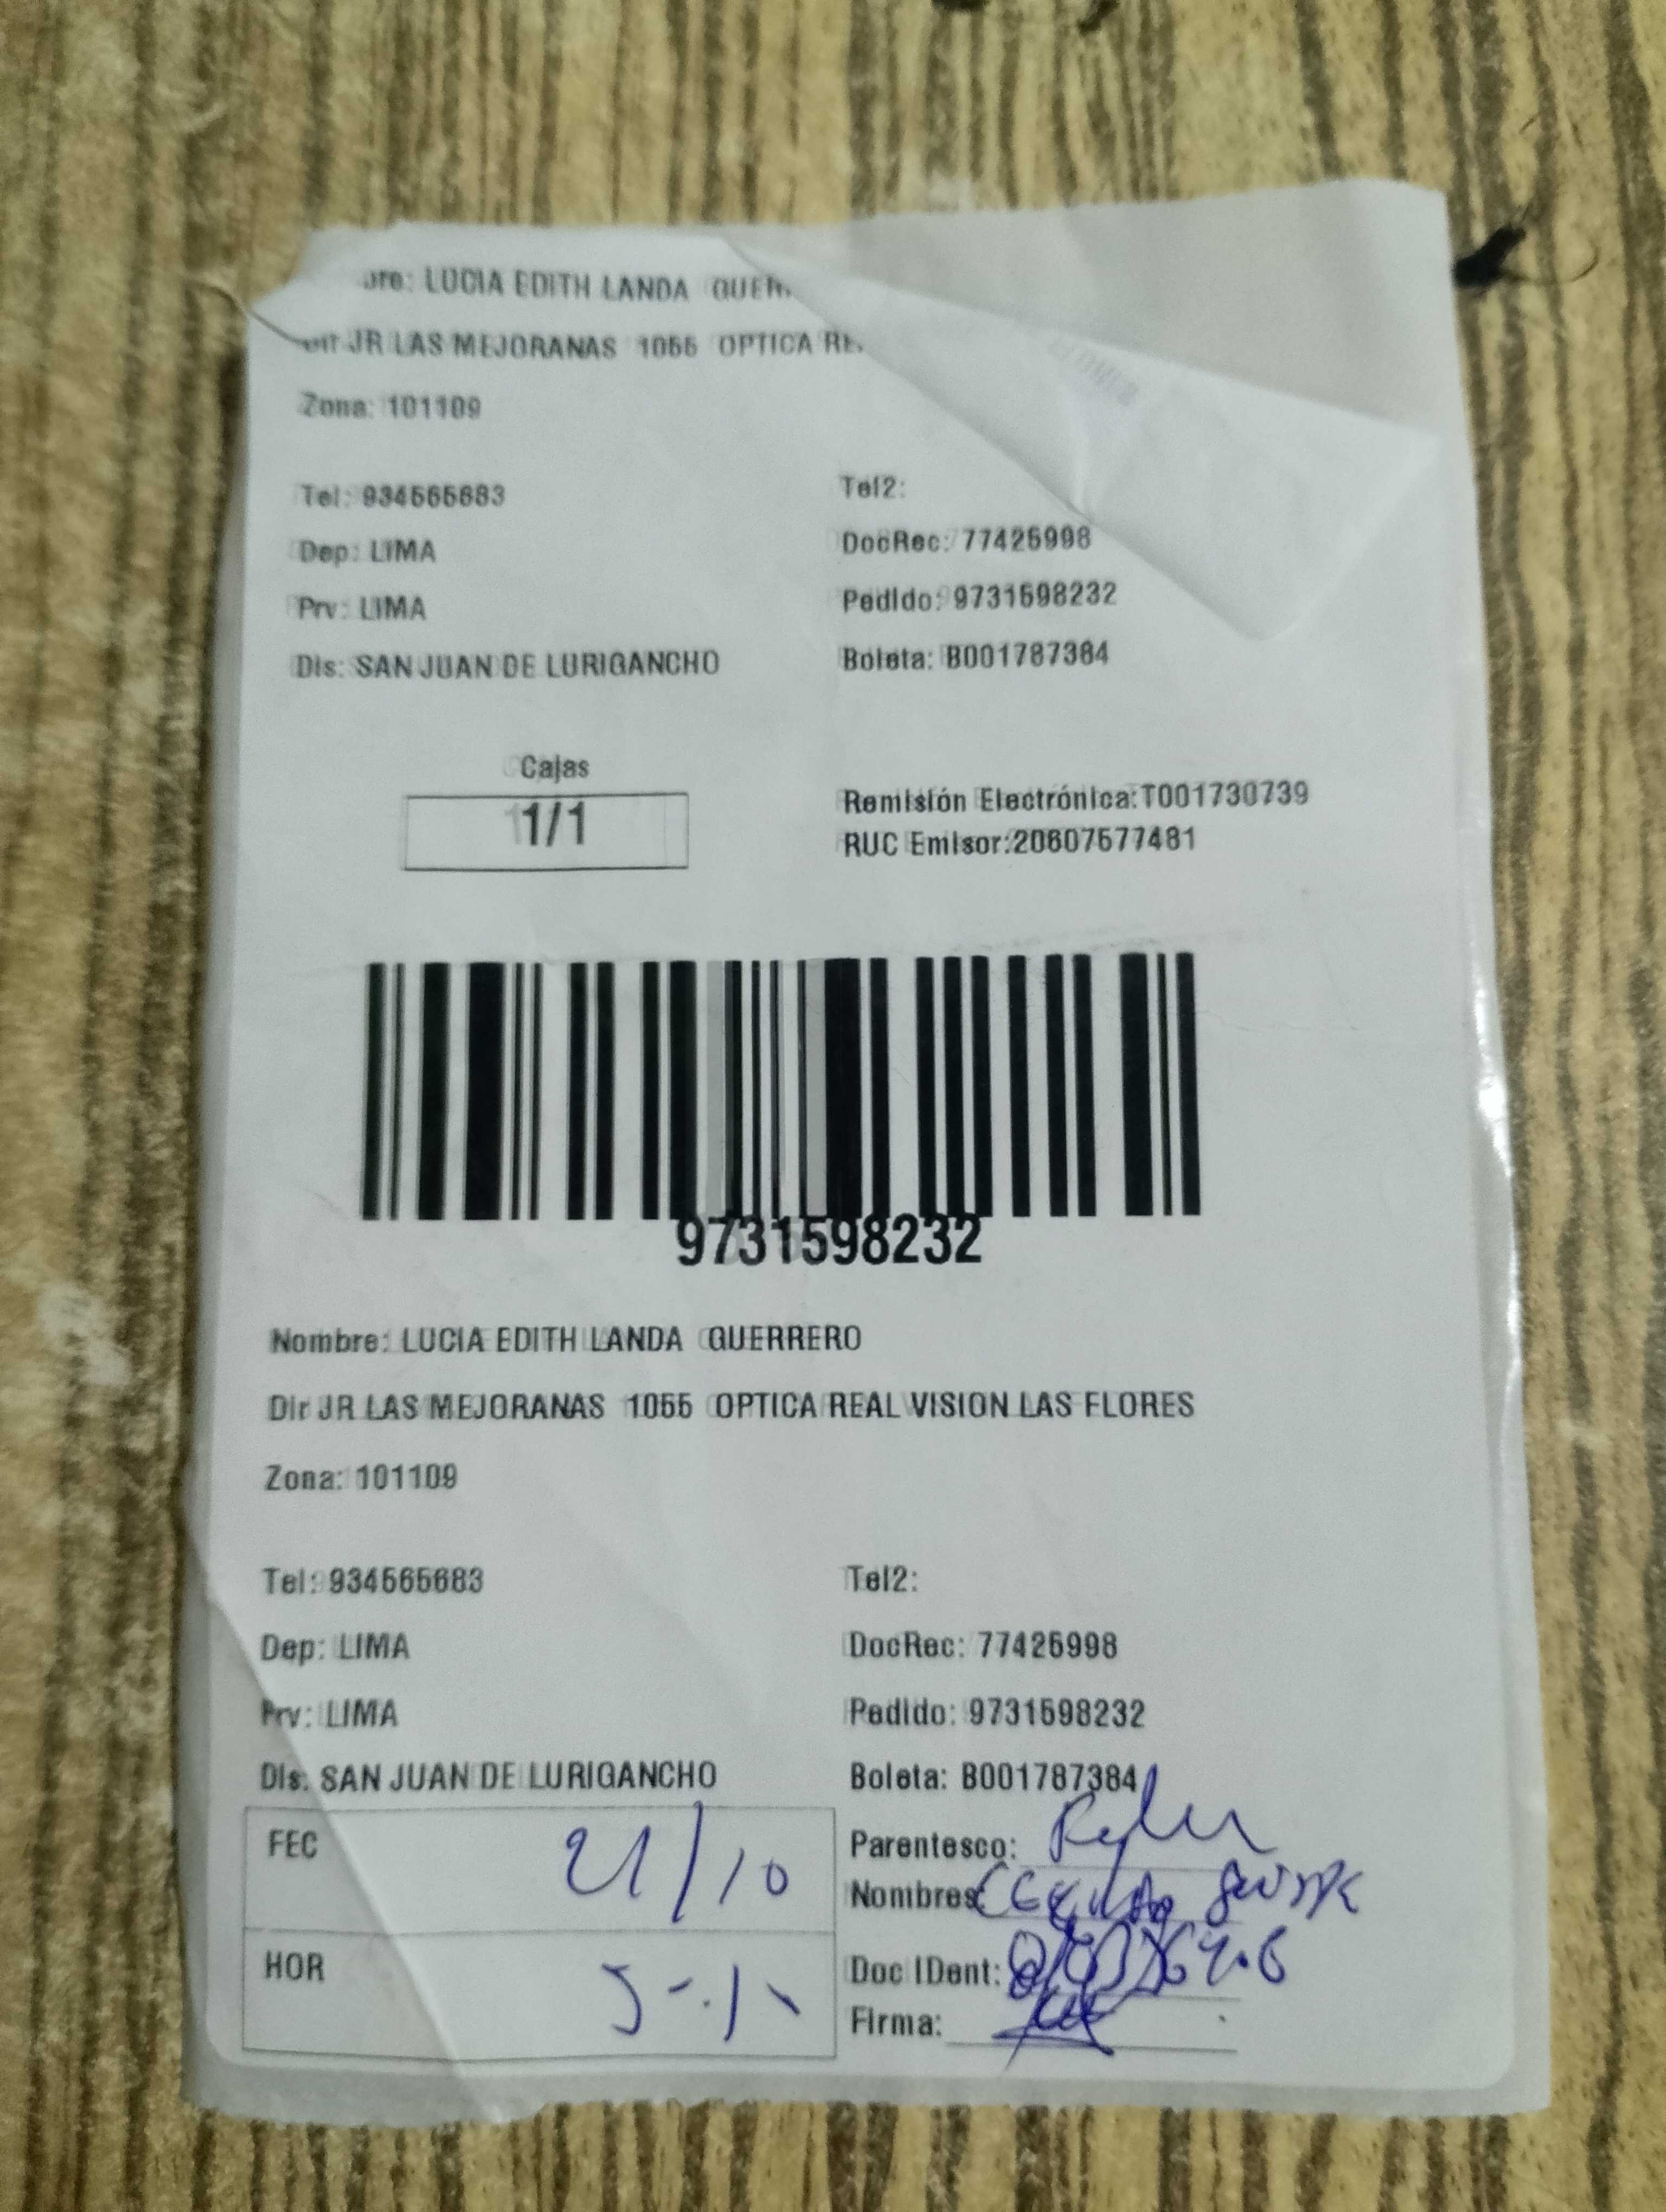 LUCIA EDITH LANDA
JR LAS MEJORANAS 1055 OPTICA
Zona: 101109
Tel: 934565683 Tel2:
Dep: LIMA DocRec: 77425998
Prv: LIMA Pedido: 9731598232
Dis: SAN JUAN DE LURIGANCHO Boleta: B001787384
Cajas
1/1
Remisión Electrónica:T001730739
RUC Emisor:20607577481
9731598232
Nombre: LUCIA EDITH LANDA GUERRERO
Dir JR LAS MEJORANAS 1055 OPTICA REAL VISION LAS FLORES
Zona: 101109
Tel: 934565683 Tel2:
Dep: LIMA DocRec: 77425998
Prv: LIMA Pedido: 9731598232
Dis: SAN JUAN DE LURIGANCHO Boleta: B001787384
FEC 21/10 Parentesco:
Nombres:
HOR Doc IDent:
Firma: